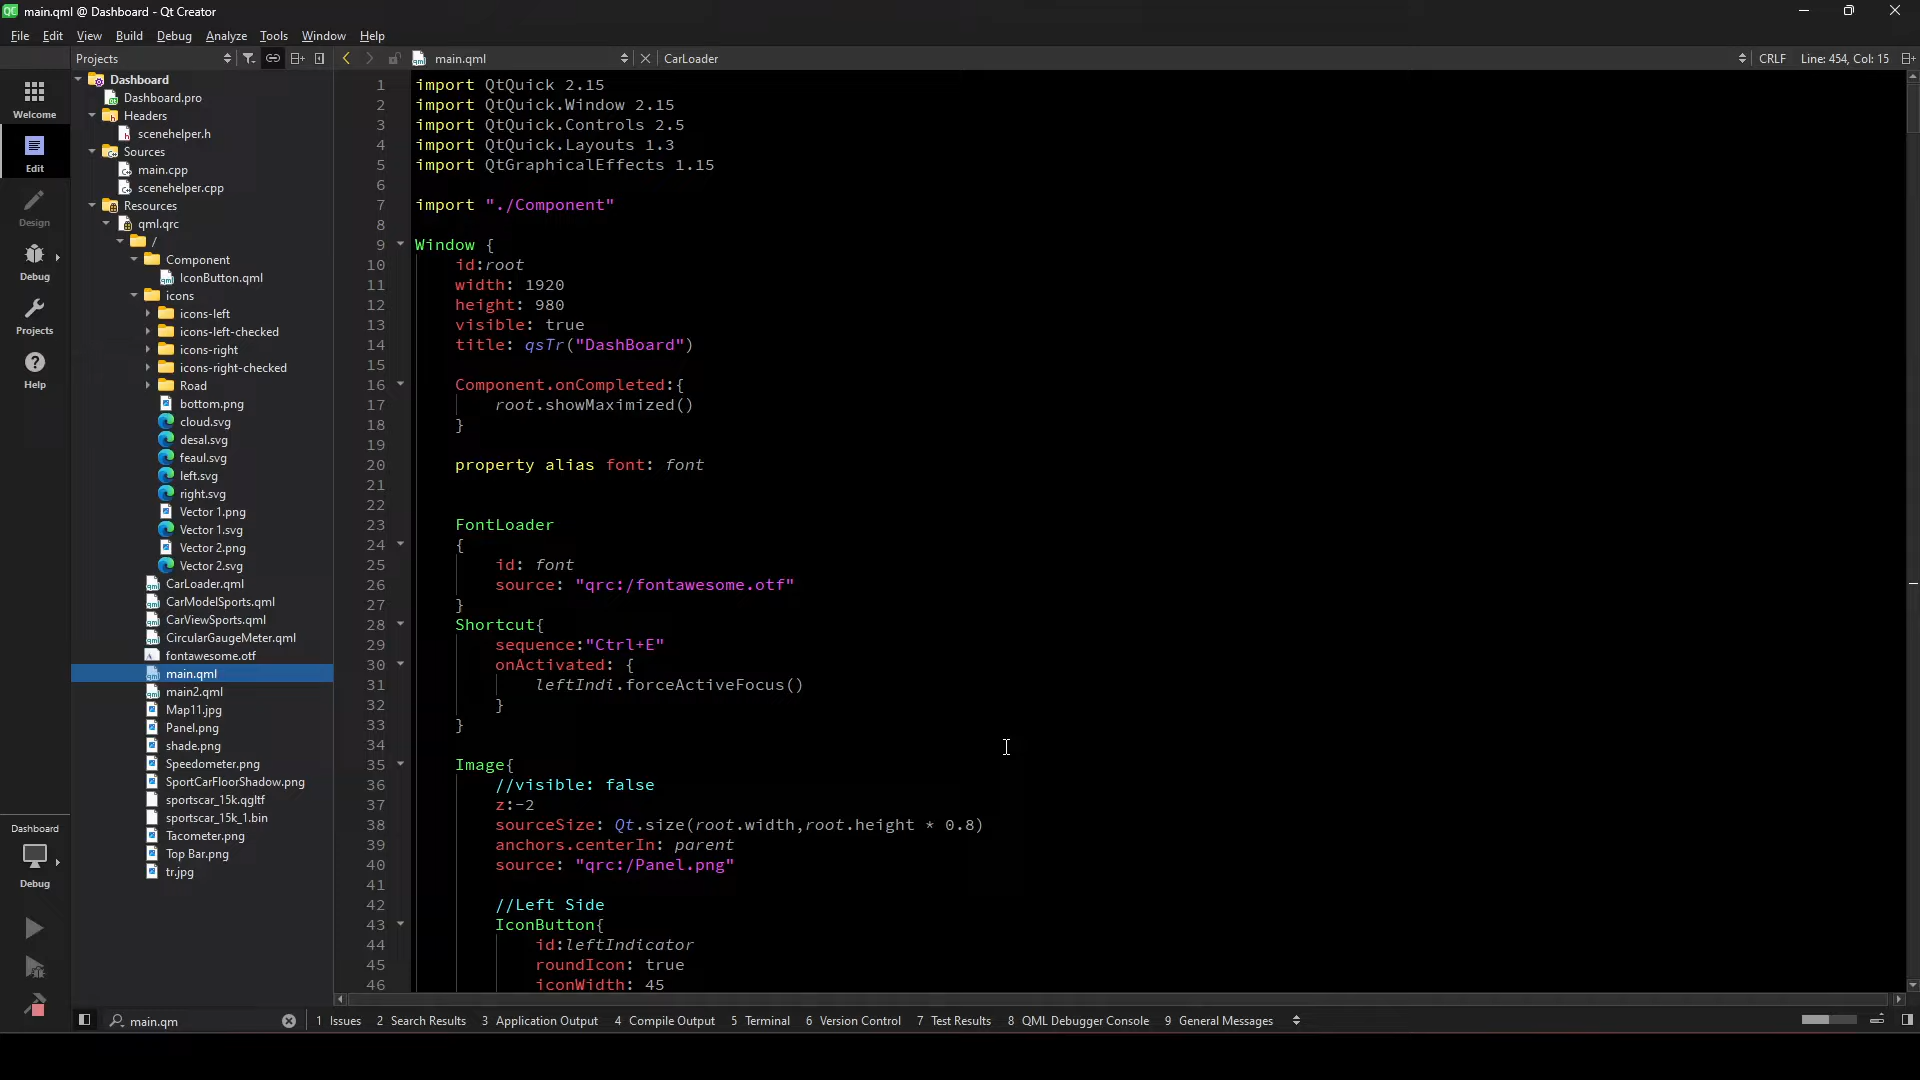 main.qml @ Dashboard - Qt Creator
File Edit View Build Debug Analyze Tools Window Help
Projects
main.qml
CarLoader
CRLF
Line: 454, Col: 15
Welcome
Edit
Design
Debug
Projects
Help
Dashboard
Debug
Dashboard
Dashboard.pro
Headers
scenehelper.h
Sources
main.cpp
scenehelper.cpp
Resources
qml.qrc
/
Component
IconButton.qml
icons
icons-left
icons-left-checked
icons-right
icons-right-checked
Road
bottom.png
cloud.svg
desal.svg
feaul.svg
left.svg
right.svg
Vector 1.png
Vector 1.svg
Vector 2.png
Vector 2.svg
CarLoader.qml
CarModelSports.qml
CarViewSports.qml
CircularGaugeMeter.qml
fontawesome.otf
main.qml
main2.qml
Map11.jpg
Panel.png
shade.png
Speedometer.png
SportCarFloorShadow.png
sportscar_15k.qgltf
sportscar_15k_1.bin
Tacometer.png
Top Bar.png
tr.jpg
1 import QtQuick 2.15
2 import QtQuick.Window 2.15
3 import QtQuick.Controls 2.5
4 import QtQuick.Layouts 1.3
5 import QtGraphicalEffects 1.15
6
7 import "./Component"
8
9 Window {
10 id:root
11 width: 1920
12 height: 980
13 visible: true
14 title: qsTr("DashBoard")
15
16 Component.onCompleted:{
17 root.showMaximized()
18 }
19
20 property alias font: font
21
22
23 FontLoader
24 {
25 id: font
26 source: "qrc:/fontawesome.otf"
27 }
28 Shortcut{
29 sequence:"Ctrl+E"
30 onActivated: {
31 leftIndi.forceActiveFocus()
32 }
33 }
34
35 Image{
36 //visible: false
37 z:-2
38 sourceSize: Qt.size(root.width,root.height * 0.8)
39 anchors.centerIn: parent
40 source: "qrc:/Panel.png"
41
42 //Left Side
43 IconButton{
44 id:leftIndicator
45 roundIcon: true
46 iconWidth: 45
main.qm
1 Issues 2 Search Results 3 Application Output 4 Compile Output 5 Terminal 6 Version Control 7 Test Results 8 QML Debugger Console 9 General Messages